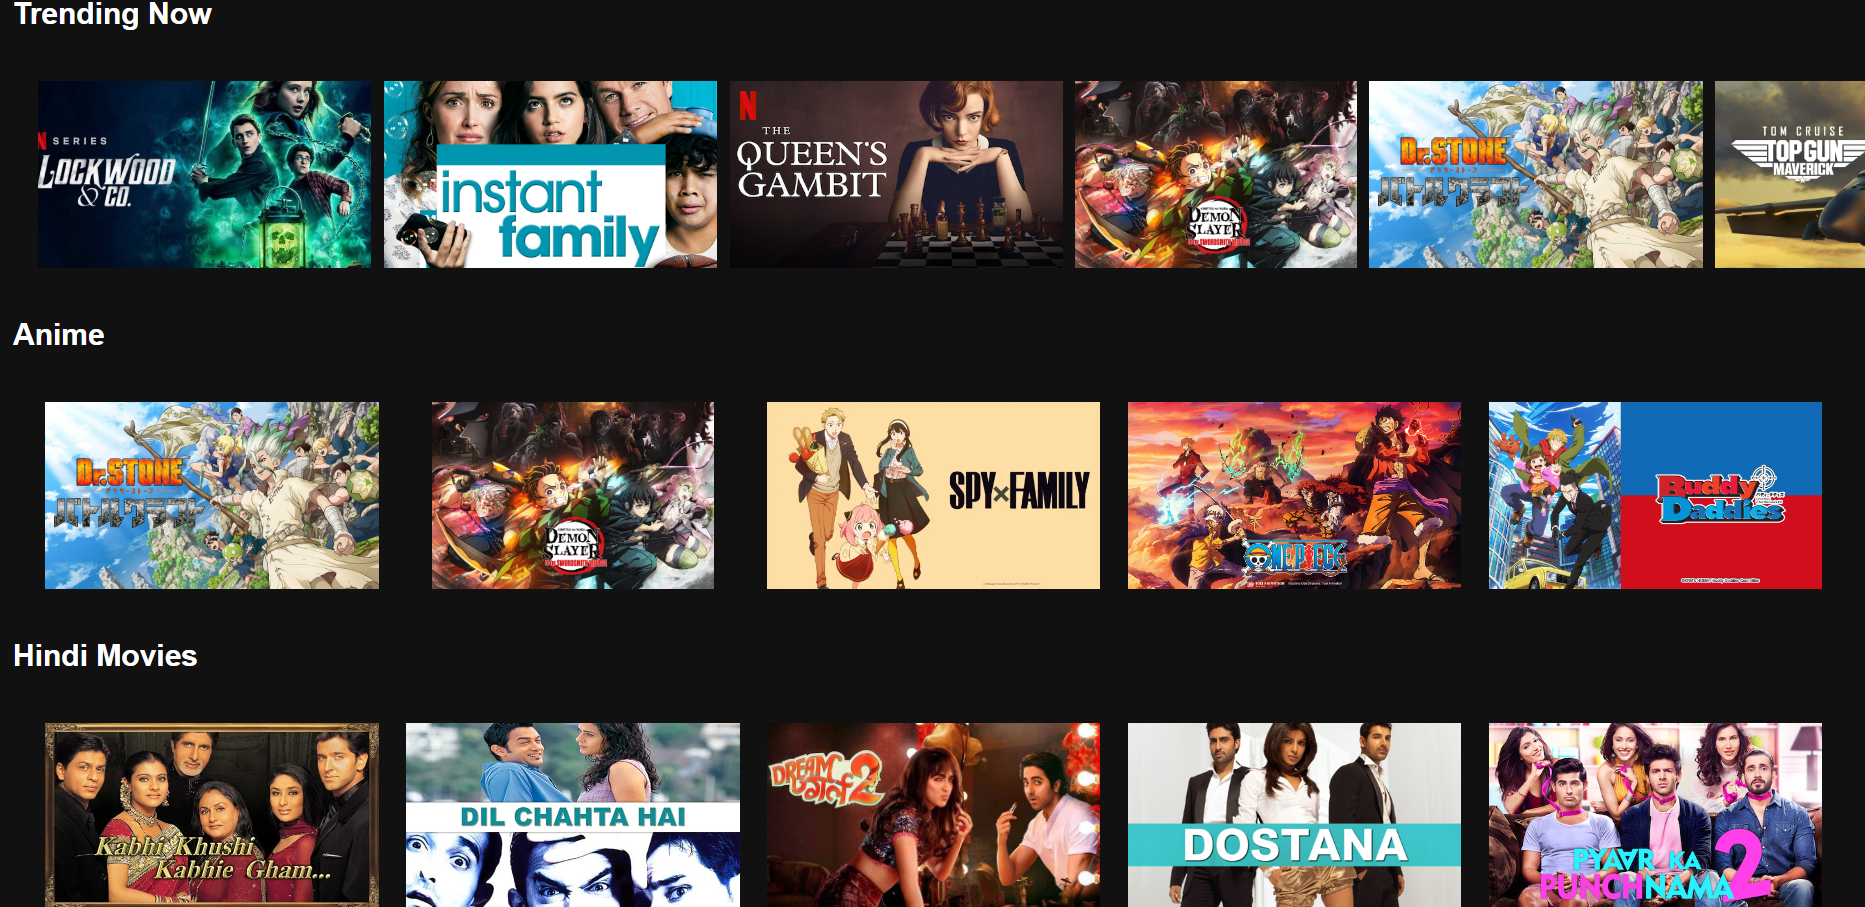 Trending Now
N SERIES
LOCKWOOD
& CO.
instant
family
N
THE
QUEEN'S
GAMBIT
DEMON
SLAYER
Dr.STONE
バトルクラフト
TOM CRUISE
TOP GUN
MAVERICK
Anime
Dr.STONE
バトルクラフト
DEMON
SLAYER
SPY×FAMILY
ONE PIECE
Buddy
Daddies
Hindi Movies
Kabhi Khushi
Kabhie Gham...
DIL CHAHTA HAI
DREAM
गर्ल 2
DOSTANA
PYAAR KA
PUNCHNAMA 2